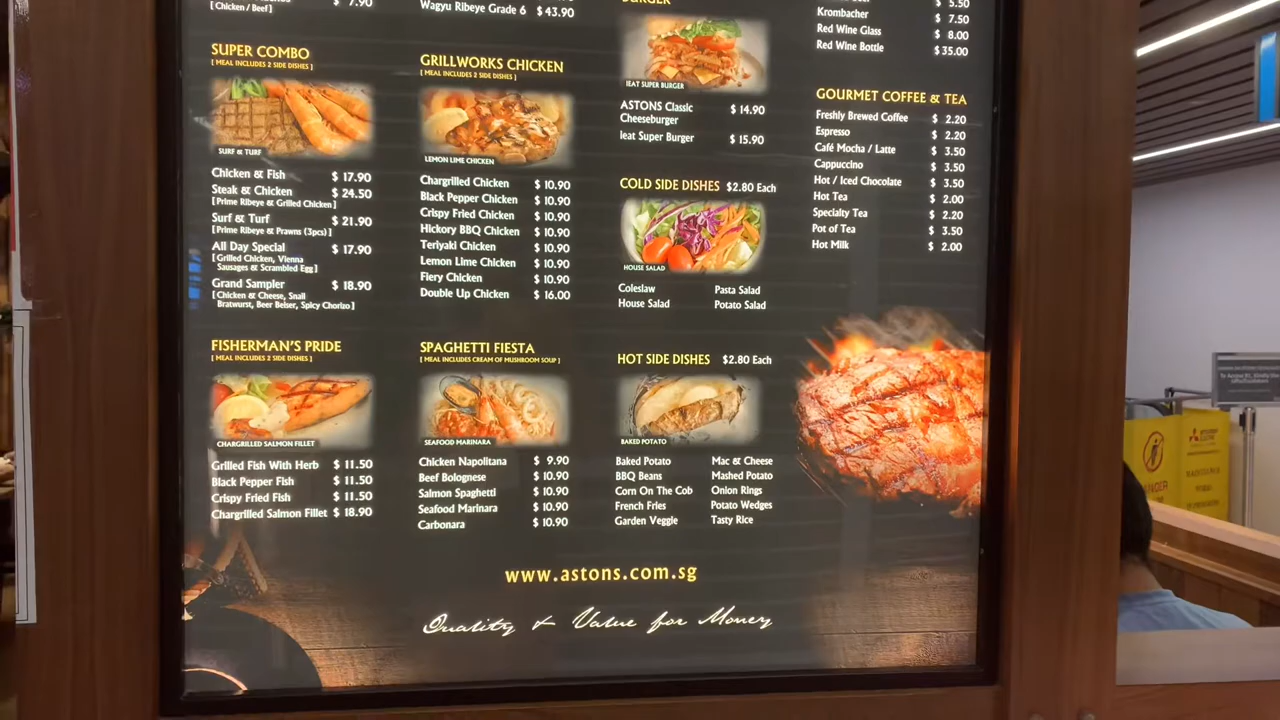 [ Chicken / Beef ] $ 7.90
SUPER COMBO
[ MEAL INCLUDES 2 SIDE DISHES ]
SURF & TURF
Chicken & Fish $ 17.90
Steak & Chicken $ 24.50
[ Prime Ribeye & Grilled Chicken ]
Surf & Turf $ 21.90
[ Prime Ribeye & Prawns (3pcs) ]
All Day Special $ 17.90
[ Grilled Chicken, Vienna
Sausages & Scrambled Egg ]
Grand Sampler $ 18.90
[ Chicken & Cheese, Snail
Bratwurst, Beer Beiser, Spicy Chorizo ]
FISHERMAN'S PRIDE
[ MEAL INCLUDES 2 SIDE DISHES ]
CHARGRILLED SALMON FILLET
Grilled Fish With Herb $ 11.50
Black Pepper Fish $ 11.50
Crispy Fried Fish $ 11.50
Chargrilled Salmon Fillet $ 18.90
Wagyu Ribeye Grade 6 $ 43.90
GRILLWORKS CHICKEN
[ MEAL INCLUDES 2 SIDE DISHES ]
LEMON LIME CHICKEN
Chargrilled Chicken $ 10.90
Black Pepper Chicken $ 10.90
Crispy Fried Chicken $ 10.90
Hickory BBQ Chicken $ 10.90
Teriyaki Chicken $ 10.90
Lemon Lime Chicken $ 10.90
Fiery Chicken $ 10.90
Double Up Chicken $ 16.00
SPAGHETTI FIESTA
[ MEAL INCLUDES CREAM OF MUSHROOM SOUP ]
SEAFOOD MARINARA
Chicken Napolitana $ 9.90
Beef Bolognese $ 10.90
Salmon Spaghetti $ 10.90
Seafood Marinara $ 10.90
Carbonara $ 10.90
BURGER
IEAT SUPER BURGER
ASTONS Classic $ 14.90
Cheeseburger
Ieat Super Burger $ 15.90
COLD SIDE DISHES $2.80 Each
HOUSE SALAD
Coleslaw Pasta Salad
House Salad Potato Salad
HOT SIDE DISHES $2.80 Each
BAKED POTATO
Baked Potato Mac & Cheese
BBQ Beans Mashed Potato
Corn On The Cob Onion Rings
French Fries Potato Wedges
Garden Veggie Tasty Rice
$ 5.50
Krombacher $ 7.50
Red Wine Glass $ 8.00
Red Wine Bottle $ 35.00
GOURMET COFFEE & TEA
Freshly Brewed Coffee $ 2.20
Espresso $ 2.20
Café Mocha / Latte $ 3.50
Cappuccino $ 3.50
Hot / Iced Chocolate $ 3.50
Hot Tea $ 2.00
Specialty Tea $ 2.20
Pot of Tea $ 3.50
Hot Milk $ 2.00
www.astons.com.sg
Quality & Value for Money